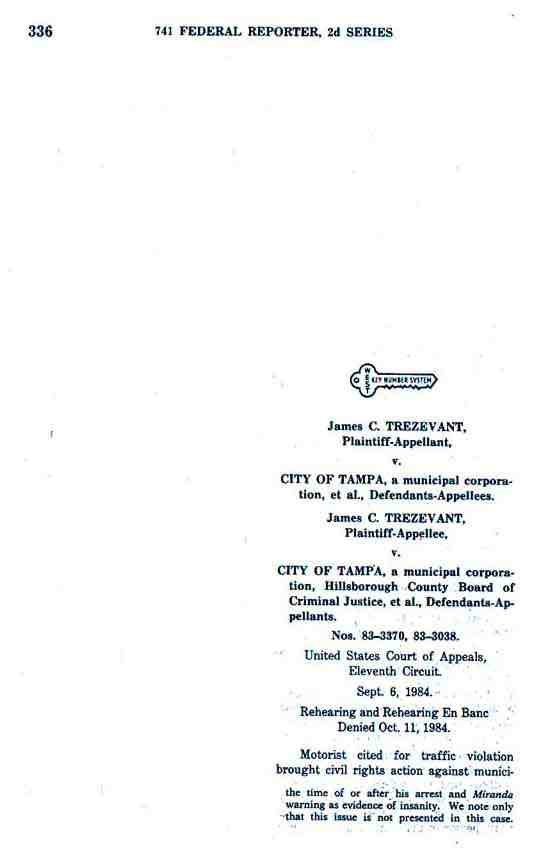 336
741 FEDERAL REPORTER, 2d SERIES
WEST
KEY NUMBER SYSTEM
James C. TREZEVANT,
Plaintiff-Appellant,
v.
CITY OF TAMPA, a municipal corpora-
tion, et al., Defendants-Appellees.
James C. TREZEVANT,
Plaintiff-Appellee,
v.
CITY OF TAMPA, a municipal corpora-
tion, Hillsborough County Board of
Criminal Justice, et al., Defendants-Ap-
pellants.
Nos. 83–3370, 83–3038.
United States Court of Appeals,
Eleventh Circuit.
Sept. 6, 1984.
Rehearing and Rehearing En Banc
Denied Oct. 11, 1984.
Motorist cited for traffic violation
brought civil rights action against munici-
the time of or after his arrest and Miranda
warning as evidence of insanity. We note only
that this issue is not presented in this case.